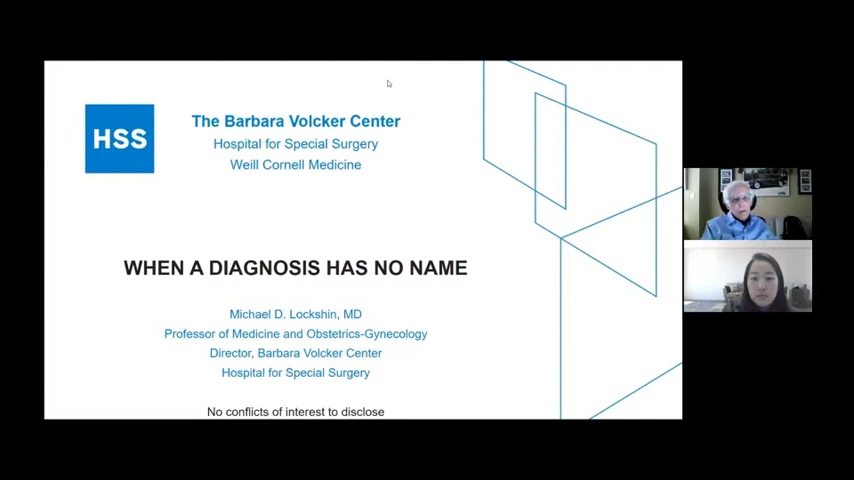 HSS
The Barbara Volcker Center
Hospital for Special Surgery
Weill Cornell Medicine
WHEN A DIAGNOSIS HAS NO NAME
Michael D. Lockshin, MD
Professor of Medicine and Obstetrics-Gynecology
Director, Barbara Volcker Center
Hospital for Special Surgery
No conflicts of interest to disclose